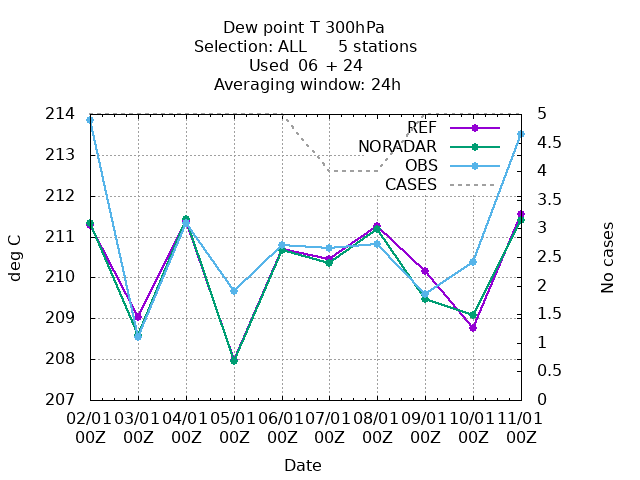 Dew point T 300hPa
Selection: ALL      5 stations
Used  06 + 24
Averaging window: 24h
214
213
212
211
210
209
208
207
deg C
5
4.5
4
3.5
3
2.5
2
1.5
1
0.5
0
No cases
REF
NORADAR
OBS
CASES
02/01 03/01 04/01 05/01 06/01 07/01 08/01 09/01 10/01 11/01
00Z 00Z 00Z 00Z 00Z 00Z 00Z 00Z 00Z 00Z
Date